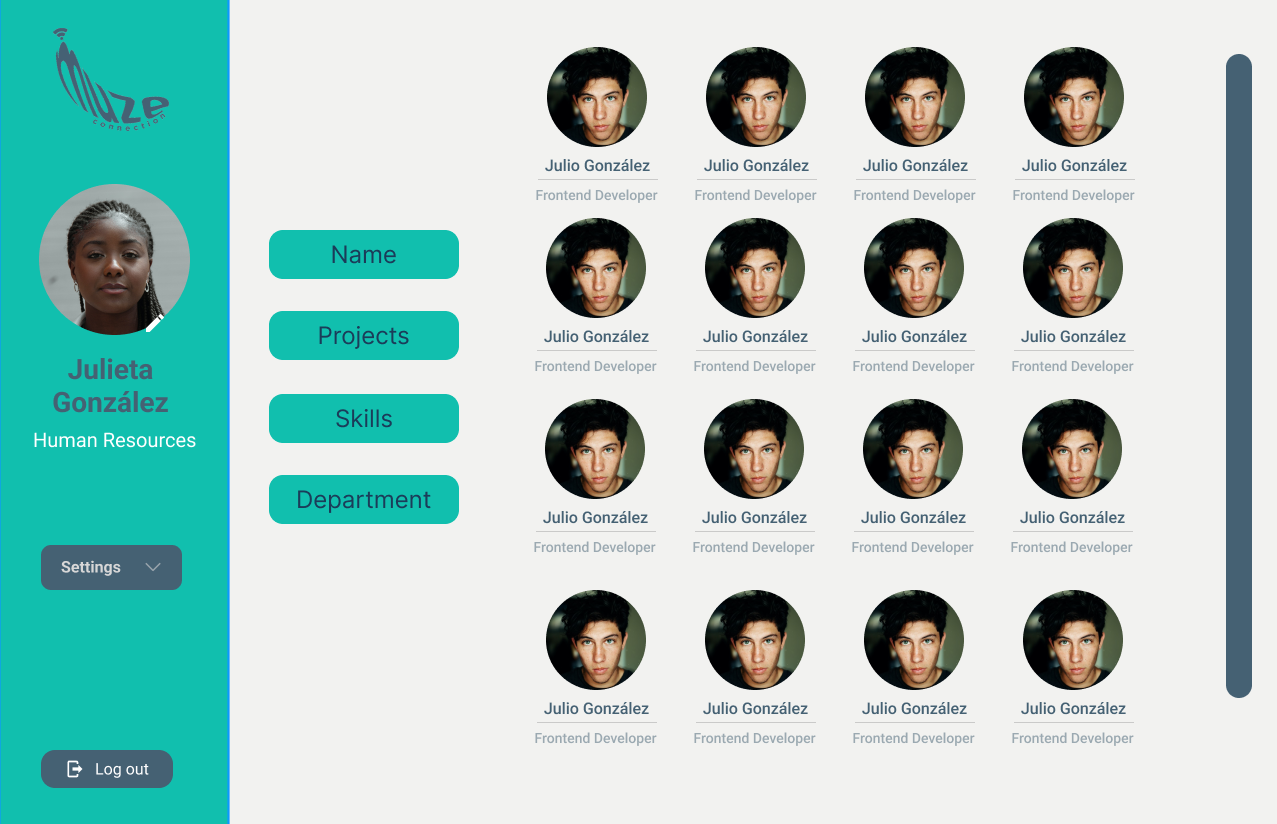 muze
connection
Julieta
González
Human Resources
Settings
Log out
Name
Projects
Skills
Department
Julio González Julio González Julio González Julio González
Frontend Developer Frontend Developer Frontend Developer Frontend Developer
Julio González Julio González Julio González Julio González
Frontend Developer Frontend Developer Frontend Developer Frontend Developer
Julio González Julio González Julio González Julio González
Frontend Developer Frontend Developer Frontend Developer Frontend Developer
Julio González Julio González Julio González Julio González
Frontend Developer Frontend Developer Frontend Developer Frontend Developer